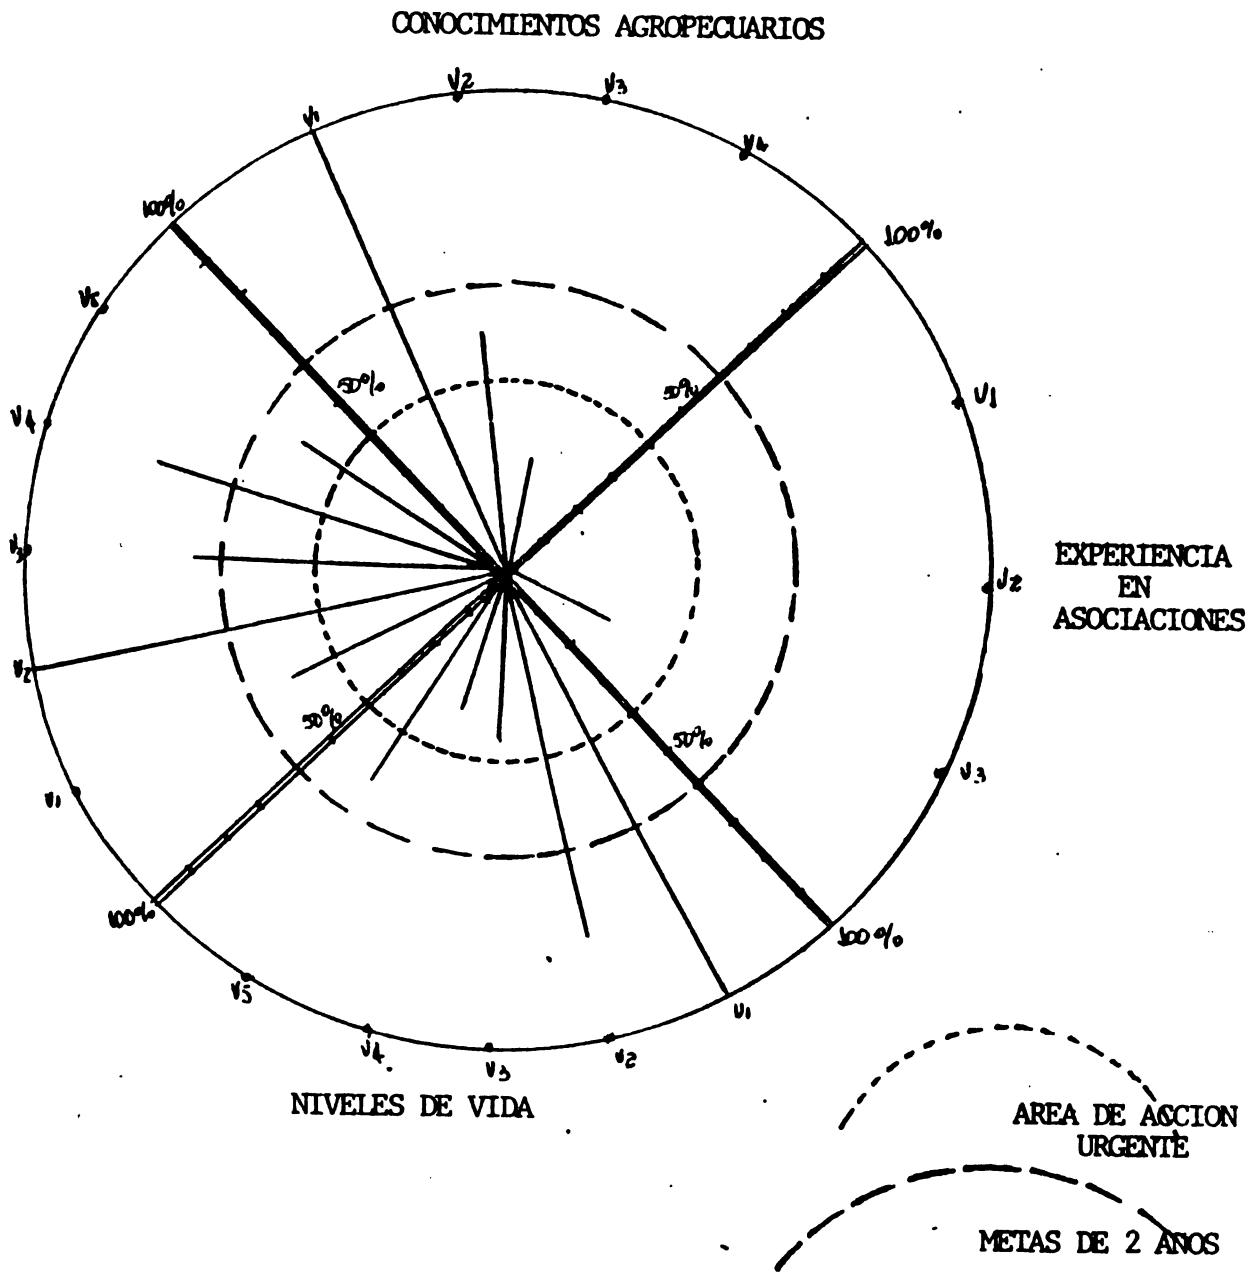 CONOCIMIENTOS AGROPECUARIOS
V1
V2
V3
V4
100%
100%
V5
50%
50%
V4
V1
V3
EXPERIENCIA
EN
ASOCIACIONES
V2
V2
50%
50%
V3
V1
100%
100%
V5
V1
V4
V3
V2
NIVELES DE VIDA
AREA DE ACCION
URGENTE
METAS DE 2 AÑOS